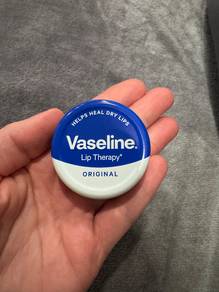 HELPS HEAL DRY LIPS
Vaseline.
Lip Therapy*
ORIGINAL